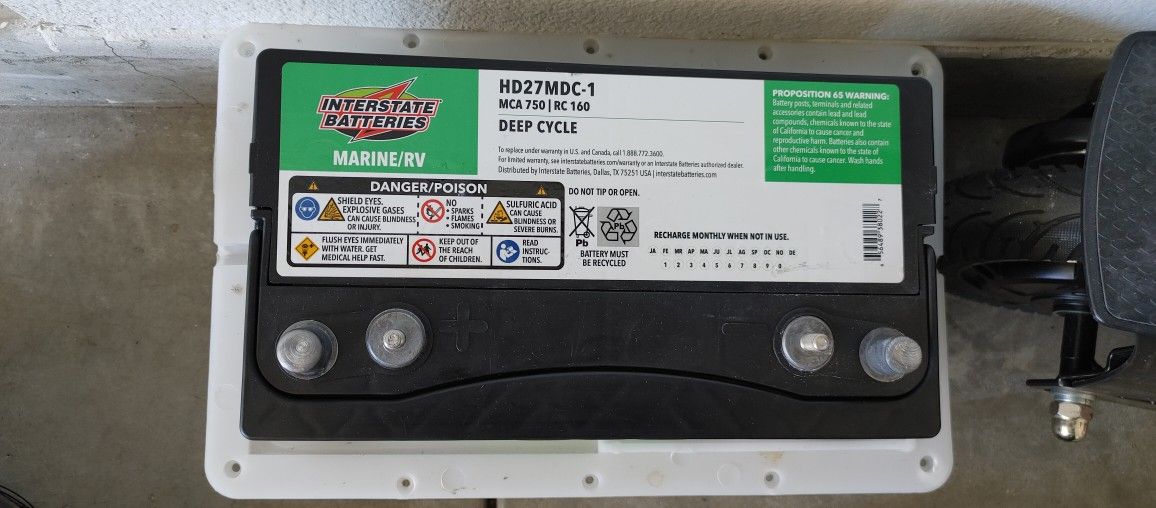 INTERSTATE
BATTERIES
MARINE/RV
HD27MDC-1
MCA 750 | RC 160
DEEP CYCLE
To replace under warranty in U.S. and Canada, call 1.888.772.3600.
For limited warranty, see interstatebatteries.com/warranty or an Interstate Batteries authorized dealer.
Distributed by Interstate Batteries, Dallas, TX 75251 USA | interstatebatteries.com
PROPOSITION 65 WARNING:
Battery posts, terminals and related
accessories contain lead and lead
compounds, chemicals known to the state
of California to cause cancer and
reproductive harm. Batteries also contain
other chemicals known to the state of
California to cause cancer. Wash hands
after handling.
DANGER/POISON
SHIELD EYES.
EXPLOSIVE GASES
CAN CAUSE BLINDNESS
OR INJURY.
NO
• SPARKS
• FLAMES
• SMOKING
SULFURIC ACID
CAN CAUSE
BLINDNESS OR
SEVERE BURNS.
FLUSH EYES IMMEDIATELY
WITH WATER. GET
MEDICAL HELP FAST.
KEEP OUT OF
THE REACH
OF CHILDREN.
READ
INSTRUC-
TIONS.
DO NOT TIP OR OPEN.
Pb
Pb
BATTERY MUST
BE RECYCLED
RECHARGE MONTHLY WHEN NOT IN USE.
JA FE MR AP MA JU JL AG SP OC NO DE
1 2 3 4 5 6 7 8 9 0
+
−